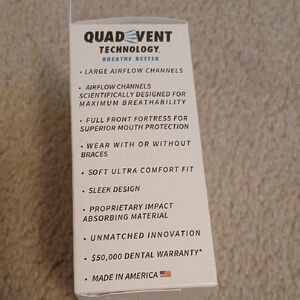 QUAD VENT
TECHNOLOGY
BREATHE BETTER
• LARGE AIRFLOW CHANNELS
• AIRFLOW CHANNELS
SCIENTIFICALLY DESIGNED FOR
MAXIMUM BREATHABILITY
• FULL FRONT FORTRESS FOR
SUPERIOR MOUTH PROTECTION
• WEAR WITH OR WITHOUT
BRACES
• SOFT ULTRA COMFORT FIT
• SLEEK DESIGN
• PROPRIETARY IMPACT
ABSORBING MATERIAL
• UNMATCHED INNOVATION
• $50,000 DENTAL WARRANTY*
• MADE IN AMERICA